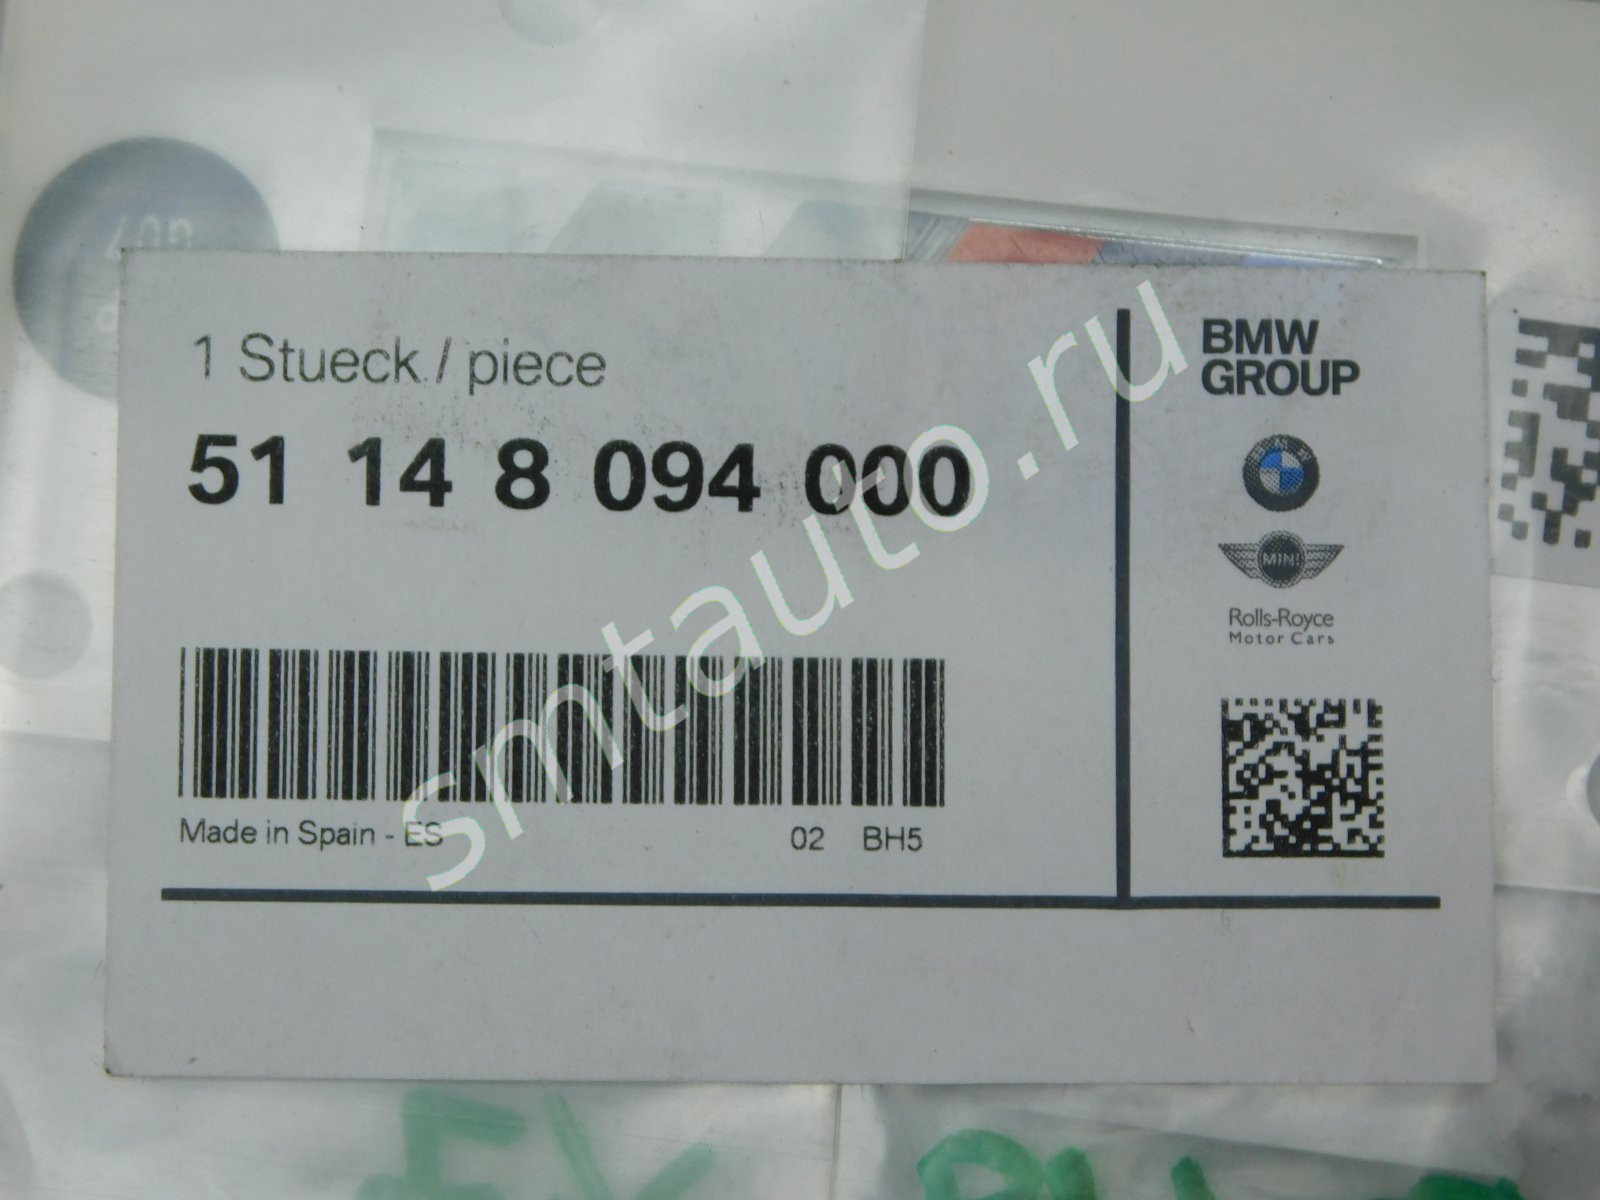 1 Stueck / piece
51 14 8 094 000
Made in Spain - ES 02 BH5
BMW
GROUP
BMW
MINI
Rolls-Royce
Motor Cars
smtauto.ru